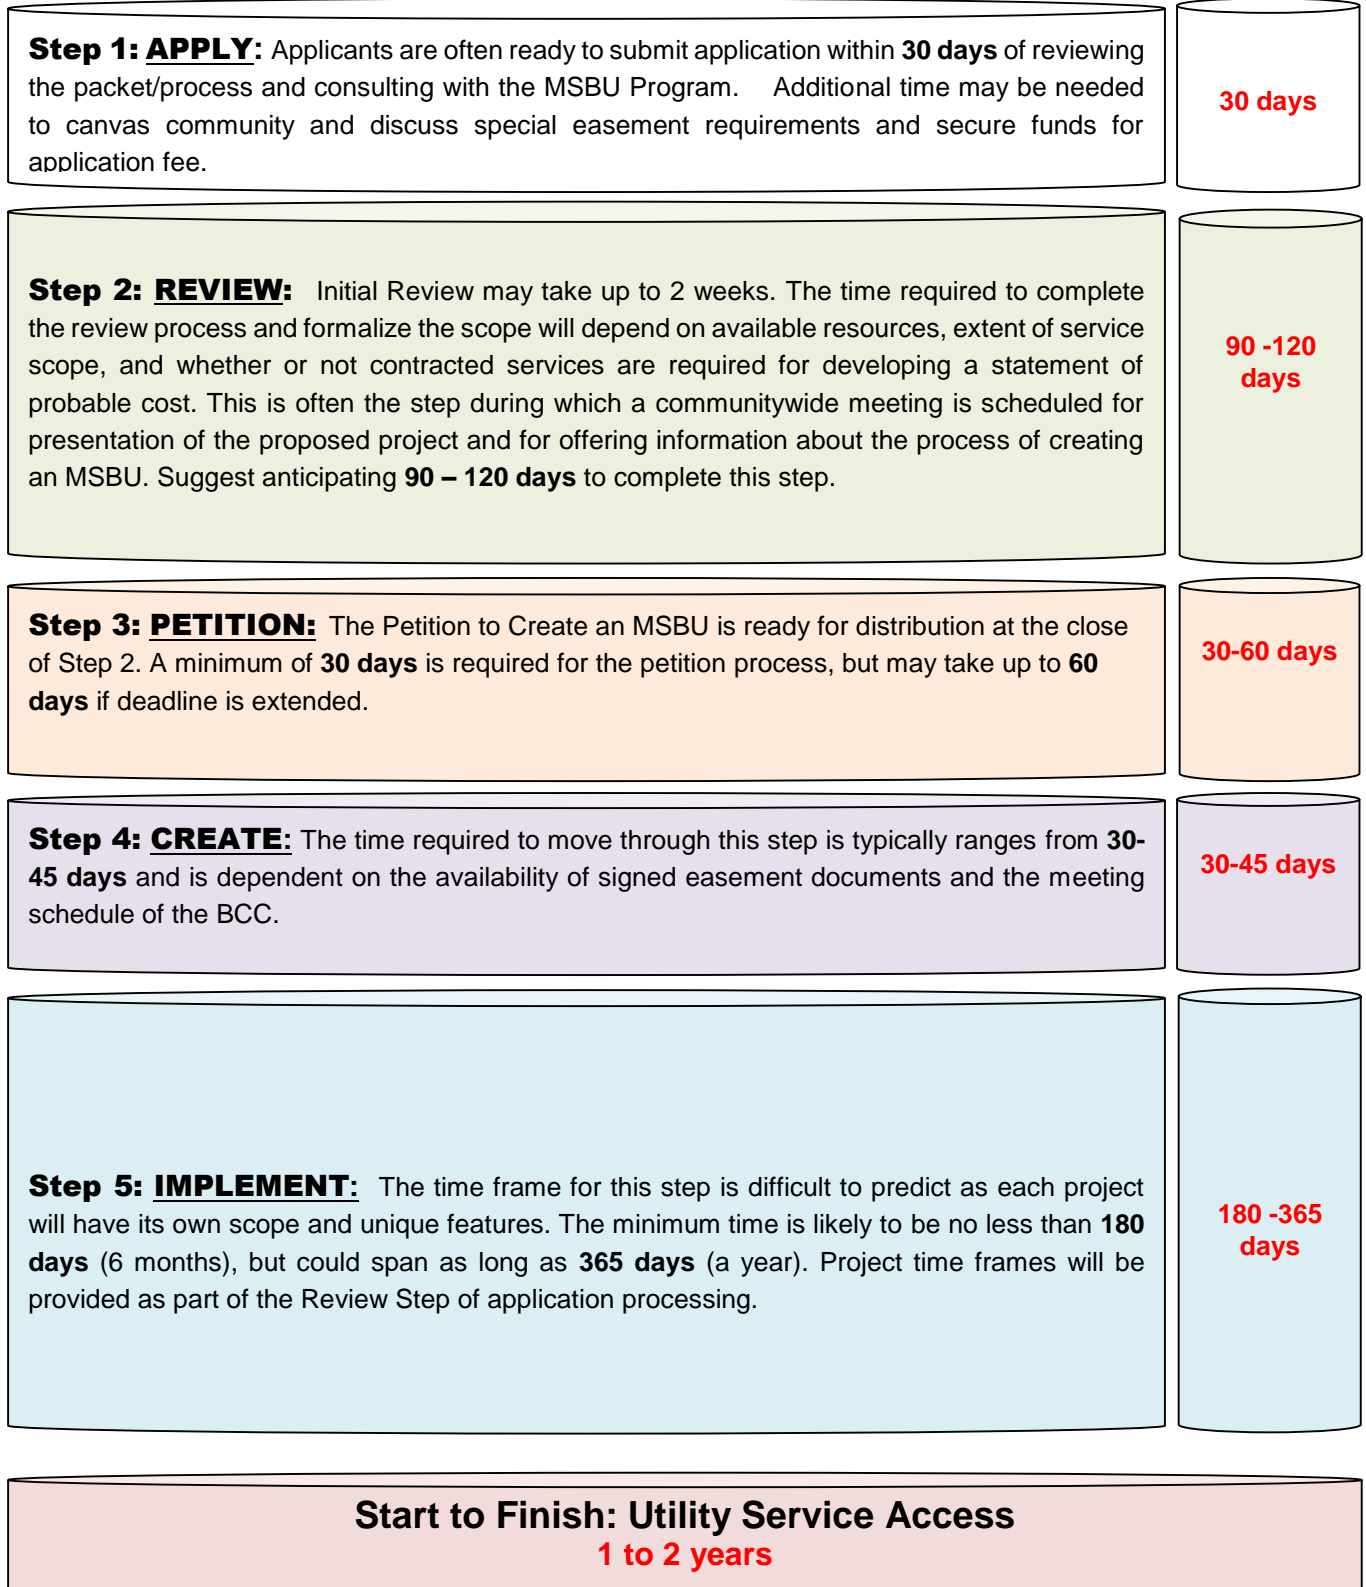 Step 1: APPLY: Applicants are often ready to submit application within 30 days of reviewing
the packet/process and consulting with the MSBU Program. Additional time may be needed
to canvas community and discuss special easement requirements and secure funds for
application fee.
30 days
Step 2: REVIEW: Initial Review may take up to 2 weeks. The time required to complete
the review process and formalize the scope will depend on available resources, extent of service
scope, and whether or not contracted services are required for developing a statement of
probable cost. This is often the step during which a communitywide meeting is scheduled for
presentation of the proposed project and for offering information about the process of creating
an MSBU. Suggest anticipating 90 – 120 days to complete this step.
90 -120
days
Step 3: PETITION: The Petition to Create an MSBU is ready for distribution at the close
of Step 2. A minimum of 30 days is required for the petition process, but may take up to 60
days if deadline is extended.
30-60 days
Step 4: CREATE: The time required to move through this step is typically ranges from 30-
45 days and is dependent on the availability of signed easement documents and the meeting
schedule of the BCC.
30-45 days
Step 5: IMPLEMENT: The time frame for this step is difficult to predict as each project
will have its own scope and unique features. The minimum time is likely to be no less than 180
days (6 months), but could span as long as 365 days (a year). Project time frames will be
provided as part of the Review Step of application processing.
180 -365
days
Start to Finish: Utility Service Access
1 to 2 years